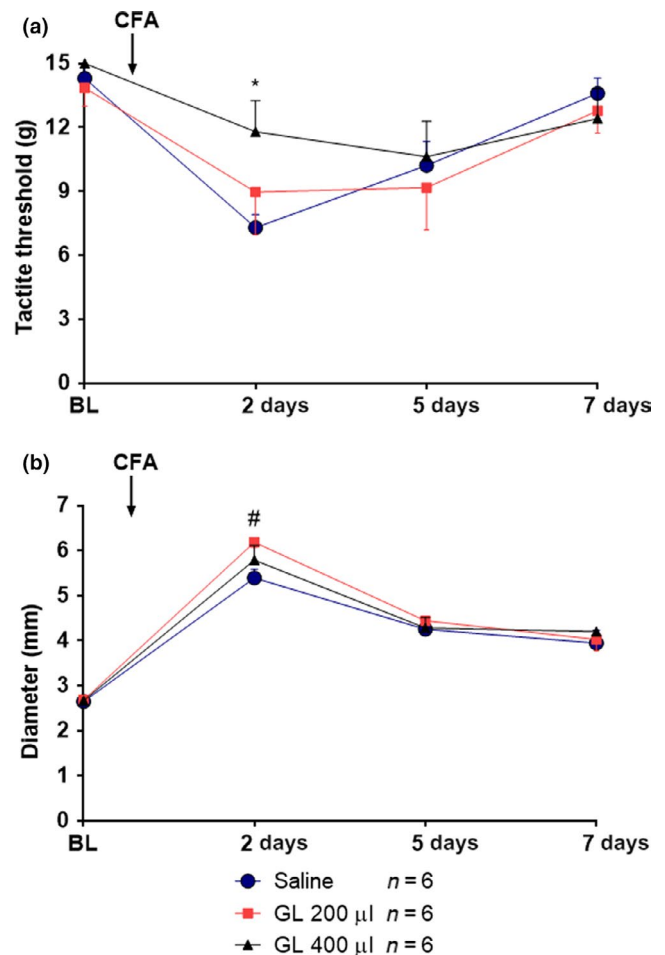 (a)
CFA
*
15
12
9
6
3
0
Tactite threshold (g)
BL 2 days 5 days 7 days
(b)
CFA
#
7
6
5
4
3
2
1
0
Diameter (mm)
BL 2 days 5 days 7 days
Saline n = 6
GL 200 µl n = 6
GL 400 µl n = 6